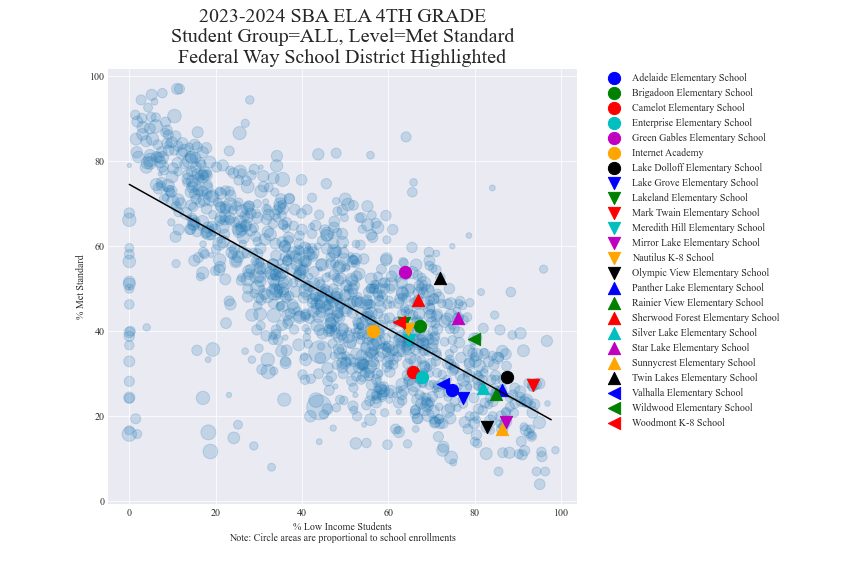 2023-2024 SBA ELA 4TH GRADE
Student Group=ALL, Level=Met Standard
Federal Way School District Highlighted
100
80
60
40
20
0
% Met Standard
0 20 40 60 80 100
% Low Income Students
Note: Circle areas are proportional to school enrollments
Adelaide Elementary School
Brigadoon Elementary School
Camelot Elementary School
Enterprise Elementary School
Green Gables Elementary School
Internet Academy
Lake Dolloff Elementary School
Lake Grove Elementary School
Lakeland Elementary School
Mark Twain Elementary School
Meredith Hill Elementary School
Mirror Lake Elementary School
Nautilus K-8 School
Olympic View Elementary School
Panther Lake Elementary School
Rainier View Elementary School
Sherwood Forest Elementary School
Silver Lake Elementary School
Star Lake Elementary School
Sunnycrest Elementary School
Twin Lakes Elementary School
Valhalla Elementary School
Wildwood Elementary School
Woodmont K-8 School